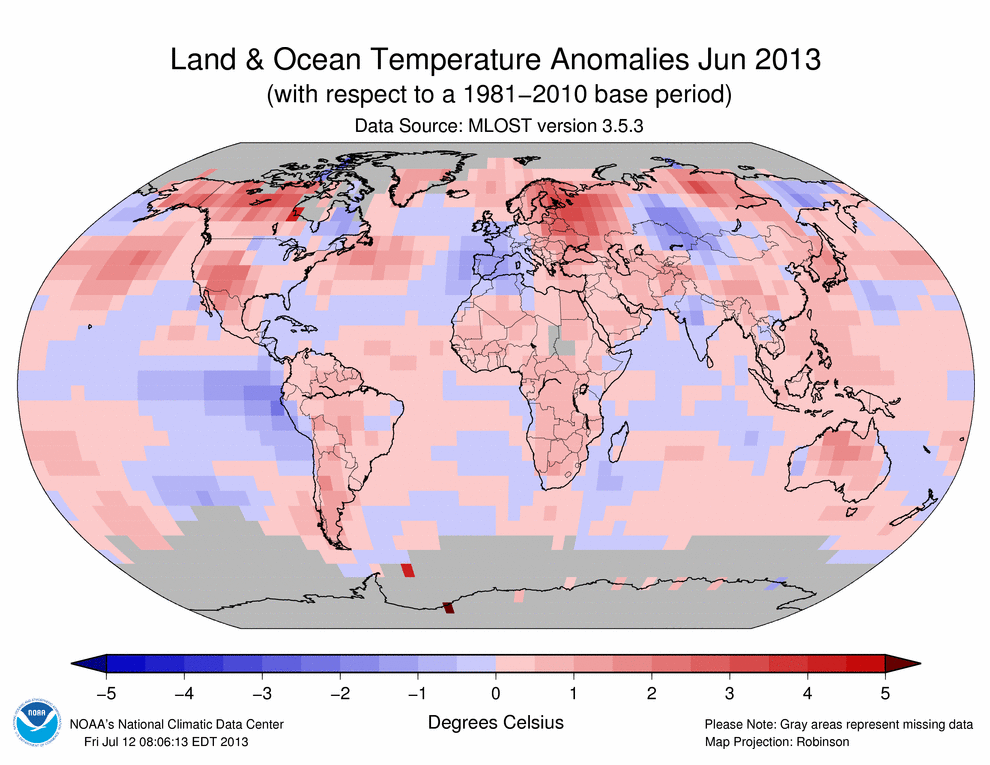 Land & Ocean Temperature Anomalies Jun 2013
(with respect to a 1981−2010 base period)
Data Source: MLOST version 3.5.3
−5 −4 −3 −2 −1 0 1 2 3 4 5
Degrees Celsius
NOAA
NOAA's National Climatic Data Center
Fri Jul 12 08:06:13 EDT 2013
Please Note: Gray areas represent missing data
Map Projection: Robinson